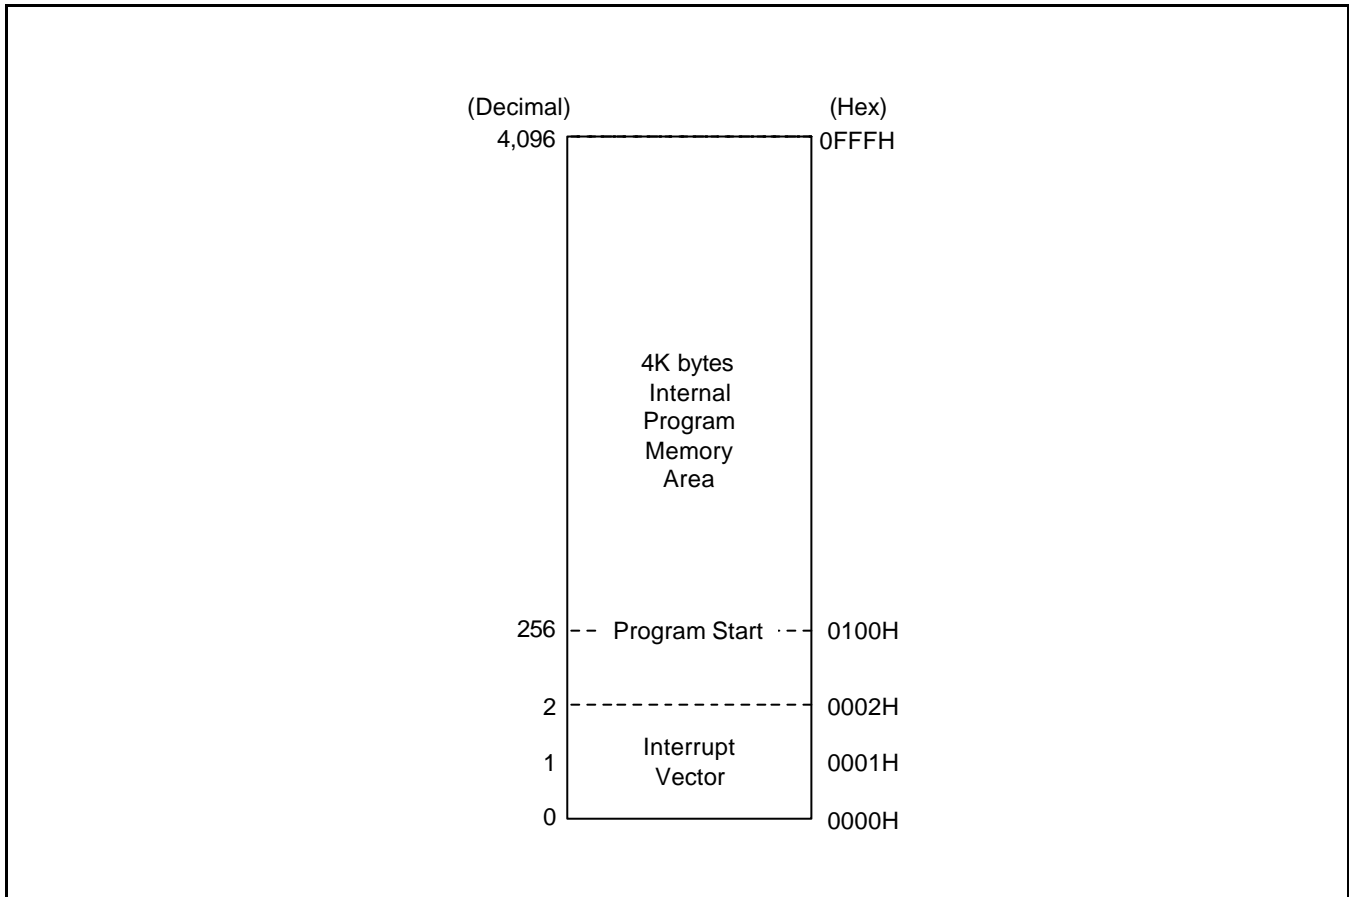 (Decimal) (Hex)
4,096 0FFFH
4K bytes
Internal
Program
Memory
Area
256 Program Start 0100H
2 0002H
Interrupt
1 0001H
Vector
0 0000H